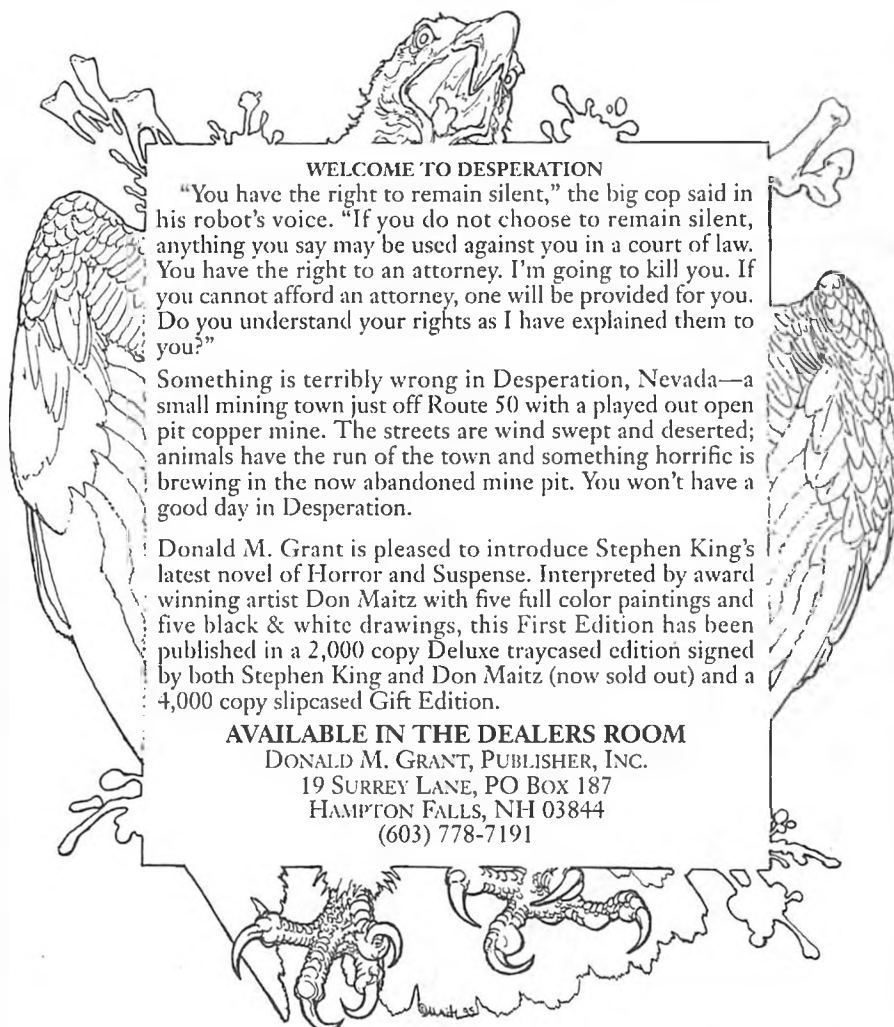 WELCOME TO DESPERATION
“You have the right to remain silent,” the big cop said in
his robot’s voice. “If you do not choose to remain silent,
anything you say may be used against you in a court of law.
You have the right to an attorney. I’m going to kill you. If
you cannot afford an attorney, one will be provided for you.
Do you understand your rights as I have explained them to
you?”
Something is terribly wrong in Desperation, Nevada—a
small mining town just off Route 50 with a played out open
pit copper mine. The streets are wind swept and deserted;
animals have the run of the town and something horrific is
brewing in the now abandoned mine pit. You won’t have a
good day in Desperation.
Donald M. Grant is pleased to introduce Stephen King’s
latest novel of Horror and Suspense. Interpreted by award
winning artist Don Maitz with five full color paintings and
five black & white drawings, this First Edition has been
published in a 2,000 copy Deluxe traycased edition signed
by both Stephen King and Don Maitz (now sold out) and a
4,000 copy slipcased Gift Edition.
AVAILABLE IN THE DEALERS ROOM
DONALD M. GRANT, PUBLISHER, INC.
19 SURREY LANE, PO BOX 187
HAMPTON FALLS, NH 03844
(603) 778-7191
©Maitz 95